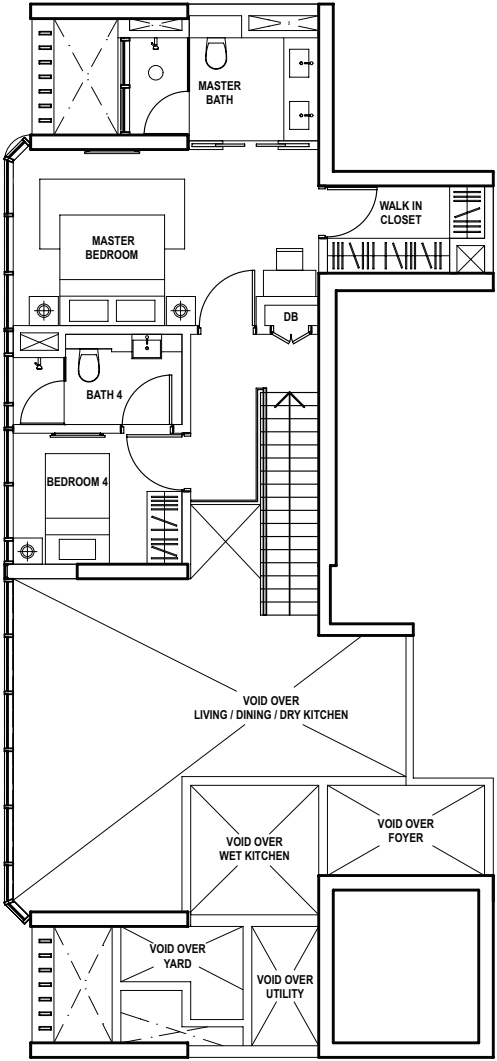 MASTER
BATH
WALK IN
CLOSET
MASTER
BEDROOM
DB
BATH 4
BEDROOM 4
VOID OVER
LIVING / DINING / DRY KITCHEN
VOID OVER
FOYER
VOID OVER
WET KITCHEN
VOID OVER
YARD
VOID OVER
UTILITY